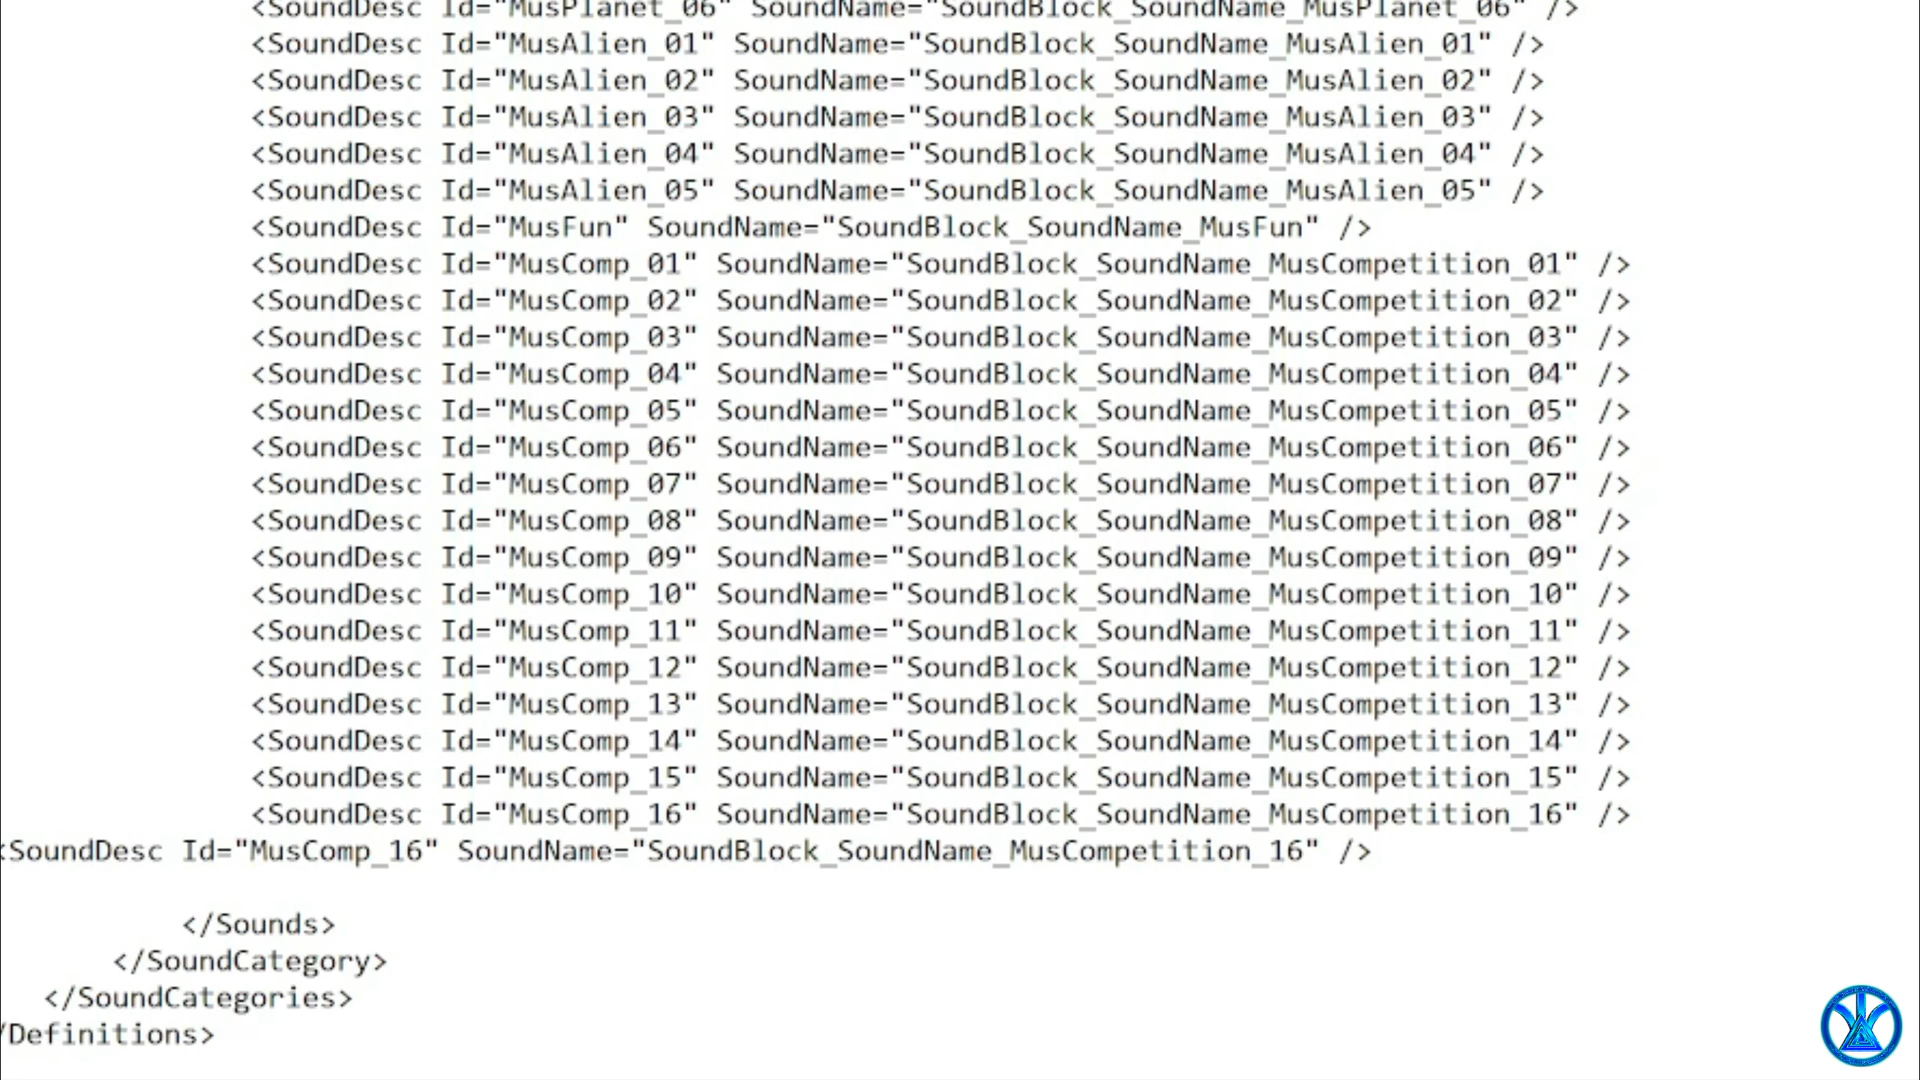 <SoundDesc Id="MusPlanet_06" SoundName="SoundBlock_SoundName_MusPlanet_06" />
<SoundDesc Id="MusAlien_01" SoundName="SoundBlock_SoundName_MusAlien_01" />
<SoundDesc Id="MusAlien_02" SoundName="SoundBlock_SoundName_MusAlien_02" />
<SoundDesc Id="MusAlien_03" SoundName="SoundBlock_SoundName_MusAlien_03" />
<SoundDesc Id="MusAlien_04" SoundName="SoundBlock_SoundName_MusAlien_04" />
<SoundDesc Id="MusAlien_05" SoundName="SoundBlock_SoundName_MusAlien_05" />
<SoundDesc Id="MusFun" SoundName="SoundBlock_SoundName_MusFun" />
<SoundDesc Id="MusComp_01" SoundName="SoundBlock_SoundName_MusCompetition_01" />
<SoundDesc Id="MusComp_02" SoundName="SoundBlock_SoundName_MusCompetition_02" />
<SoundDesc Id="MusComp_03" SoundName="SoundBlock_SoundName_MusCompetition_03" />
<SoundDesc Id="MusComp_04" SoundName="SoundBlock_SoundName_MusCompetition_04" />
<SoundDesc Id="MusComp_05" SoundName="SoundBlock_SoundName_MusCompetition_05" />
<SoundDesc Id="MusComp_06" SoundName="SoundBlock_SoundName_MusCompetition_06" />
<SoundDesc Id="MusComp_07" SoundName="SoundBlock_SoundName_MusCompetition_07" />
<SoundDesc Id="MusComp_08" SoundName="SoundBlock_SoundName_MusCompetition_08" />
<SoundDesc Id="MusComp_09" SoundName="SoundBlock_SoundName_MusCompetition_09" />
<SoundDesc Id="MusComp_10" SoundName="SoundBlock_SoundName_MusCompetition_10" />
<SoundDesc Id="MusComp_11" SoundName="SoundBlock_SoundName_MusCompetition_11" />
<SoundDesc Id="MusComp_12" SoundName="SoundBlock_SoundName_MusCompetition_12" />
<SoundDesc Id="MusComp_13" SoundName="SoundBlock_SoundName_MusCompetition_13" />
<SoundDesc Id="MusComp_14" SoundName="SoundBlock_SoundName_MusCompetition_14" />
<SoundDesc Id="MusComp_15" SoundName="SoundBlock_SoundName_MusCompetition_15" />
<SoundDesc Id="MusComp_16" SoundName="SoundBlock_SoundName_MusCompetition_16" />
<SoundDesc Id="MusComp_16" SoundName="SoundBlock_SoundName_MusCompetition_16" />
</Sounds>
</SoundCategory>
</SoundCategories>
/Definitions>